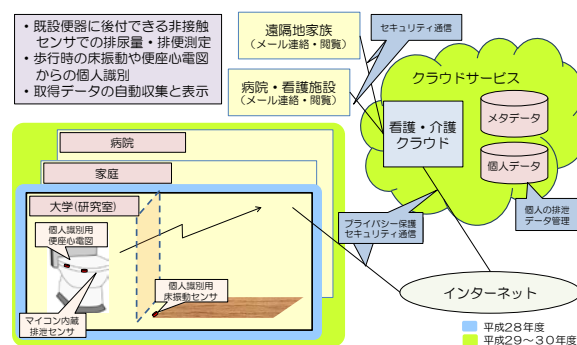 ・既設便器に後付できる非接触
センサでの排尿量・排便測定
・歩行時の床振動や便座心電図
からの個人識別
・取得データの自動収集と表示
遠隔地家族
(メール連絡・閲覧)
セキュリティ通信
病院・看護施設
(メール連絡・閲覧)
クラウドサービス
看護・介護
クラウド
メタデータ
個人データ
個人の排泄
データ管理
病院
家庭
大学(研究室)
個人識別用
便座心電図
個人識別用
床振動センサ
マイコン内蔵
排泄センサ
プライバシー保護
セキュリティ通信
インターネット
平成28年度
平成29～30年度